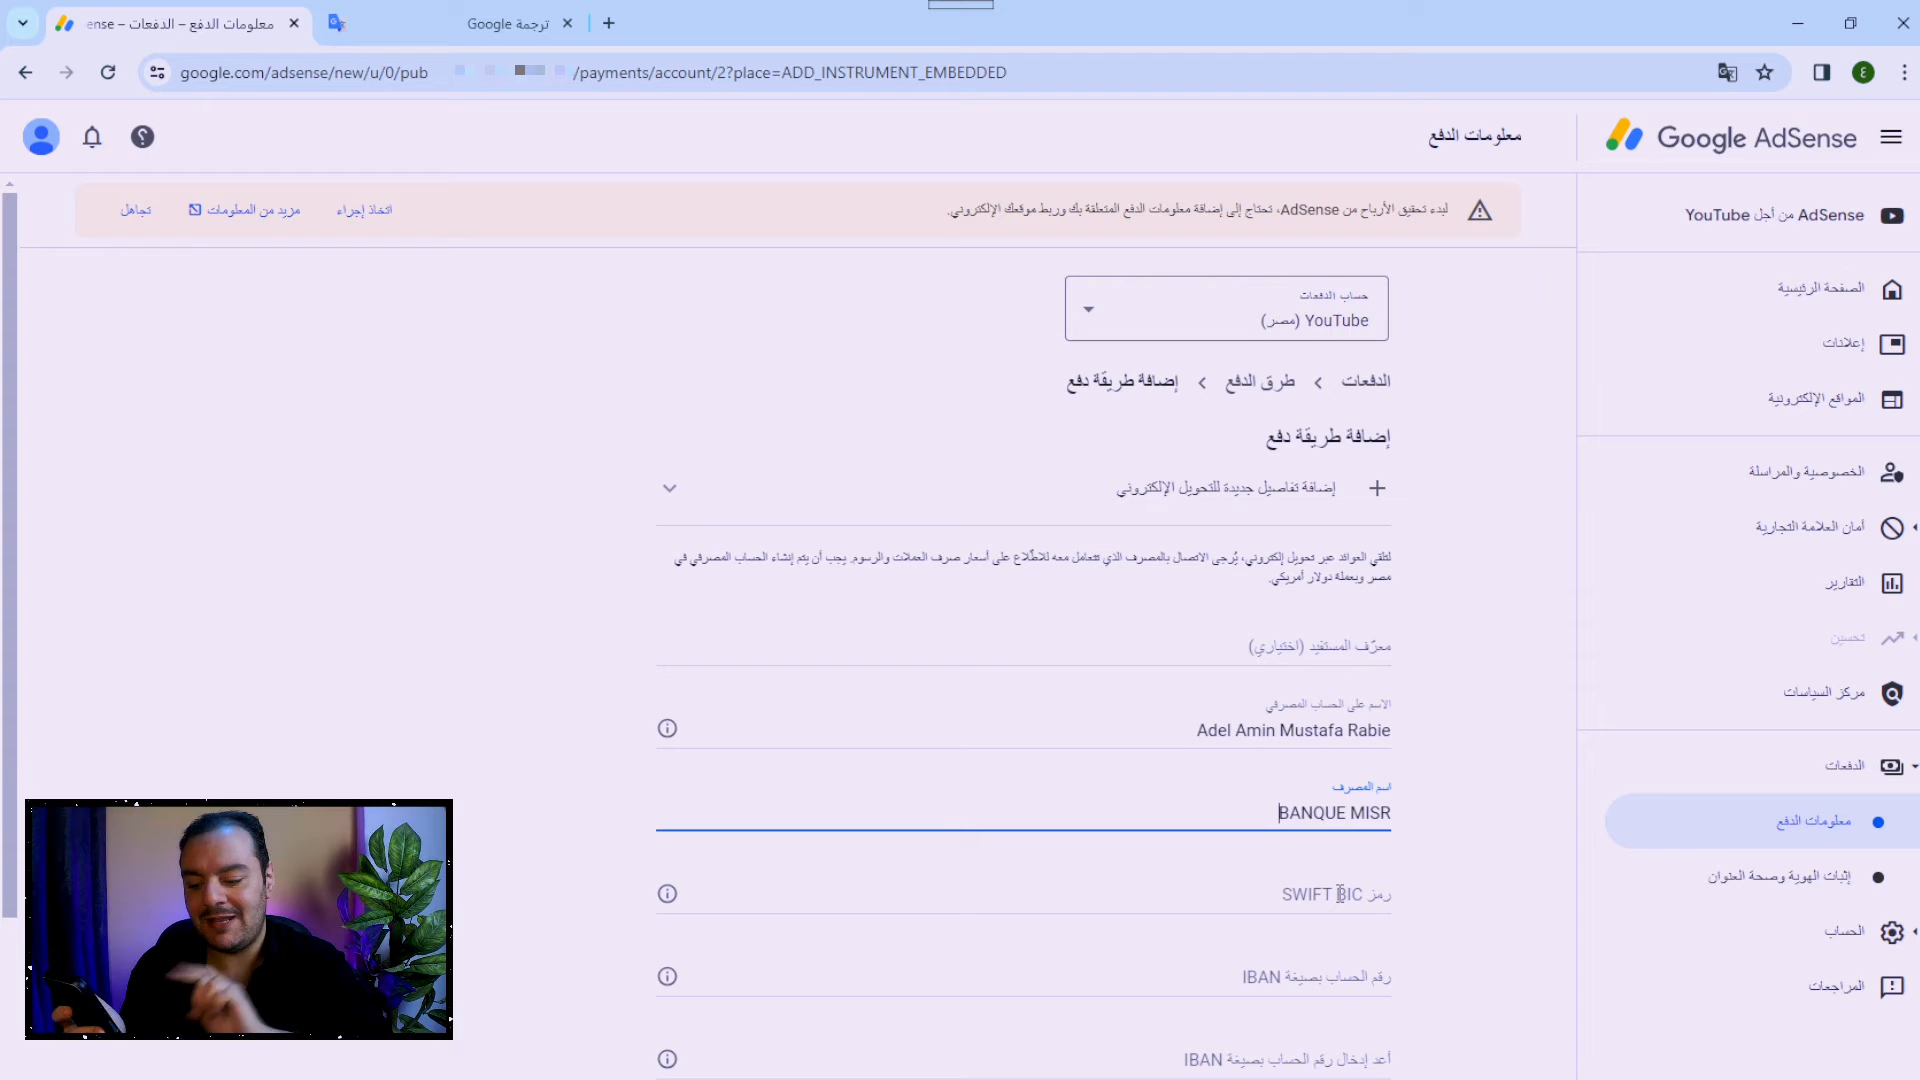 معلومات الدفع – الدفعات – ense
ترجمة Google
google.com/adsense/new/u/0/pub
/payments/account/2?place=ADD_INSTRUMENT_EMBEDDED
ع
Google AdSense
معلومات الدفع
لبدء تحقيق الأرباح من AdSense، تحتاج إلى إضافة معلومات الدفع المتعلقة بك وربط موقعك الإلكتروني.
اتخاذ إجراء
مزيد من المعلومات
تجاهل
AdSense من أجل YouTube
الصفحة الرئيسية
إعلانات
المواقع الإلكترونية
الخصوصية والمراسلة
أمان العلامة التجارية
التقارير
تحسين
مركز السياسات
الدفعات
معلومات الدفع
إثبات الهوية وصحة العنوان
الحساب
المراجعات
حساب الدفعات
YouTube (مصر)
الدفعات
طرق الدفع
إضافة طريقة دفع
إضافة طريقة دفع
إضافة تفاصيل جديدة للتحويل الإلكتروني
لتلقي العوائد عبر تحويل إلكتروني، يُرجى الاتصال بالمصرف الذي تتعامل معه للاطّلاع على أسعار صرف العملات والرسوم. يجب أن يتم إنشاء الحساب المصرفي في
مصر وبعملة دولار أمريكي.
معرّف المستفيد (اختياري)
الاسم على الحساب المصرفي
Adel Amin Mustafa Rabie
اسم المصرف
BANQUE MISR
رمز SWIFT BIC
رقم الحساب بصيغة IBAN
أعد إدخال رقم الحساب بصيغة IBAN